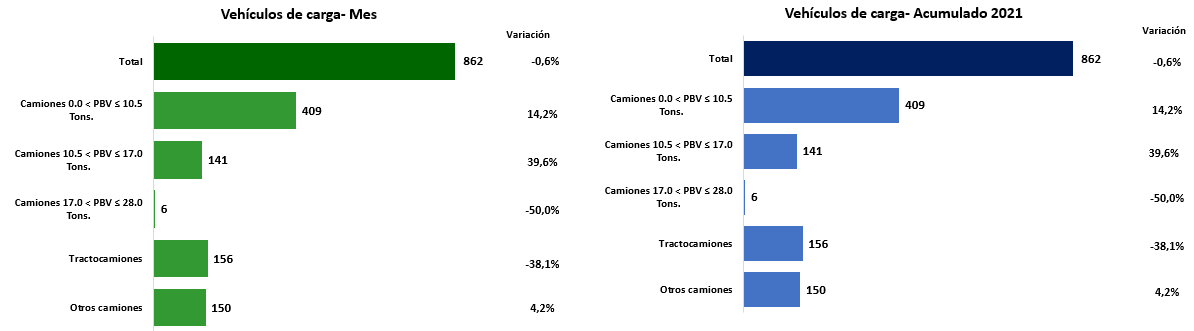 Vehículos de carga- Mes
Variación
Total
862
-0,6%
Camiones 0.0 < PBV ≤ 10.5
Tons.
409
14,2%
Camiones 10.5 < PBV ≤ 17.0
Tons.
141
39,6%
Camiones 17.0 < PBV ≤ 28.0
Tons.
6
-50,0%
Tractocamiones
156
-38,1%
Otros camiones
150
4,2%
Vehículos de carga- Acumulado 2021
Variación
Total
862
-0,6%
Camiones 0.0 < PBV ≤ 10.5
Tons.
409
14,2%
Camiones 10.5 < PBV ≤ 17.0
Tons.
141
39,6%
Camiones 17.0 < PBV ≤ 28.0
Tons.
6
-50,0%
Tractocamiones
156
-38,1%
Otros camiones
150
4,2%